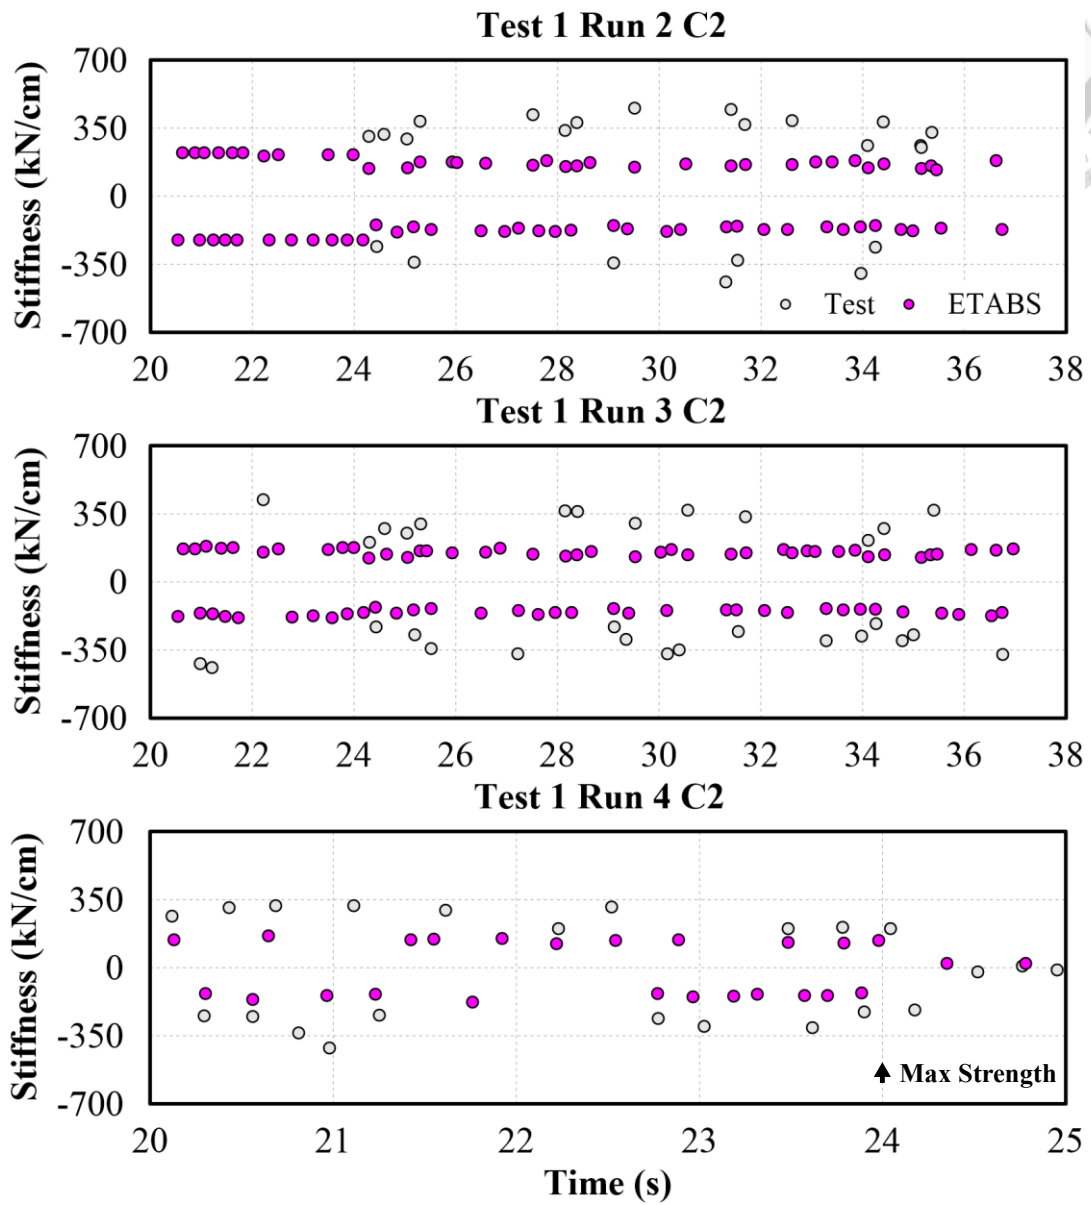 Test 1 Run 2 C2
700
350
0
-350
-700
Stiffness (kN/cm)
Test ETABS
20 22 24 26 28 30 32 34 36 38
Test 1 Run 3 C2
700
350
0
-350
-700
Stiffness (kN/cm)
20 22 24 26 28 30 32 34 36 38
Test 1 Run 4 C2
700
350
0
-350
-700
Stiffness (kN/cm)
Max Strength
20 21 22 23 24 25
Time (s)